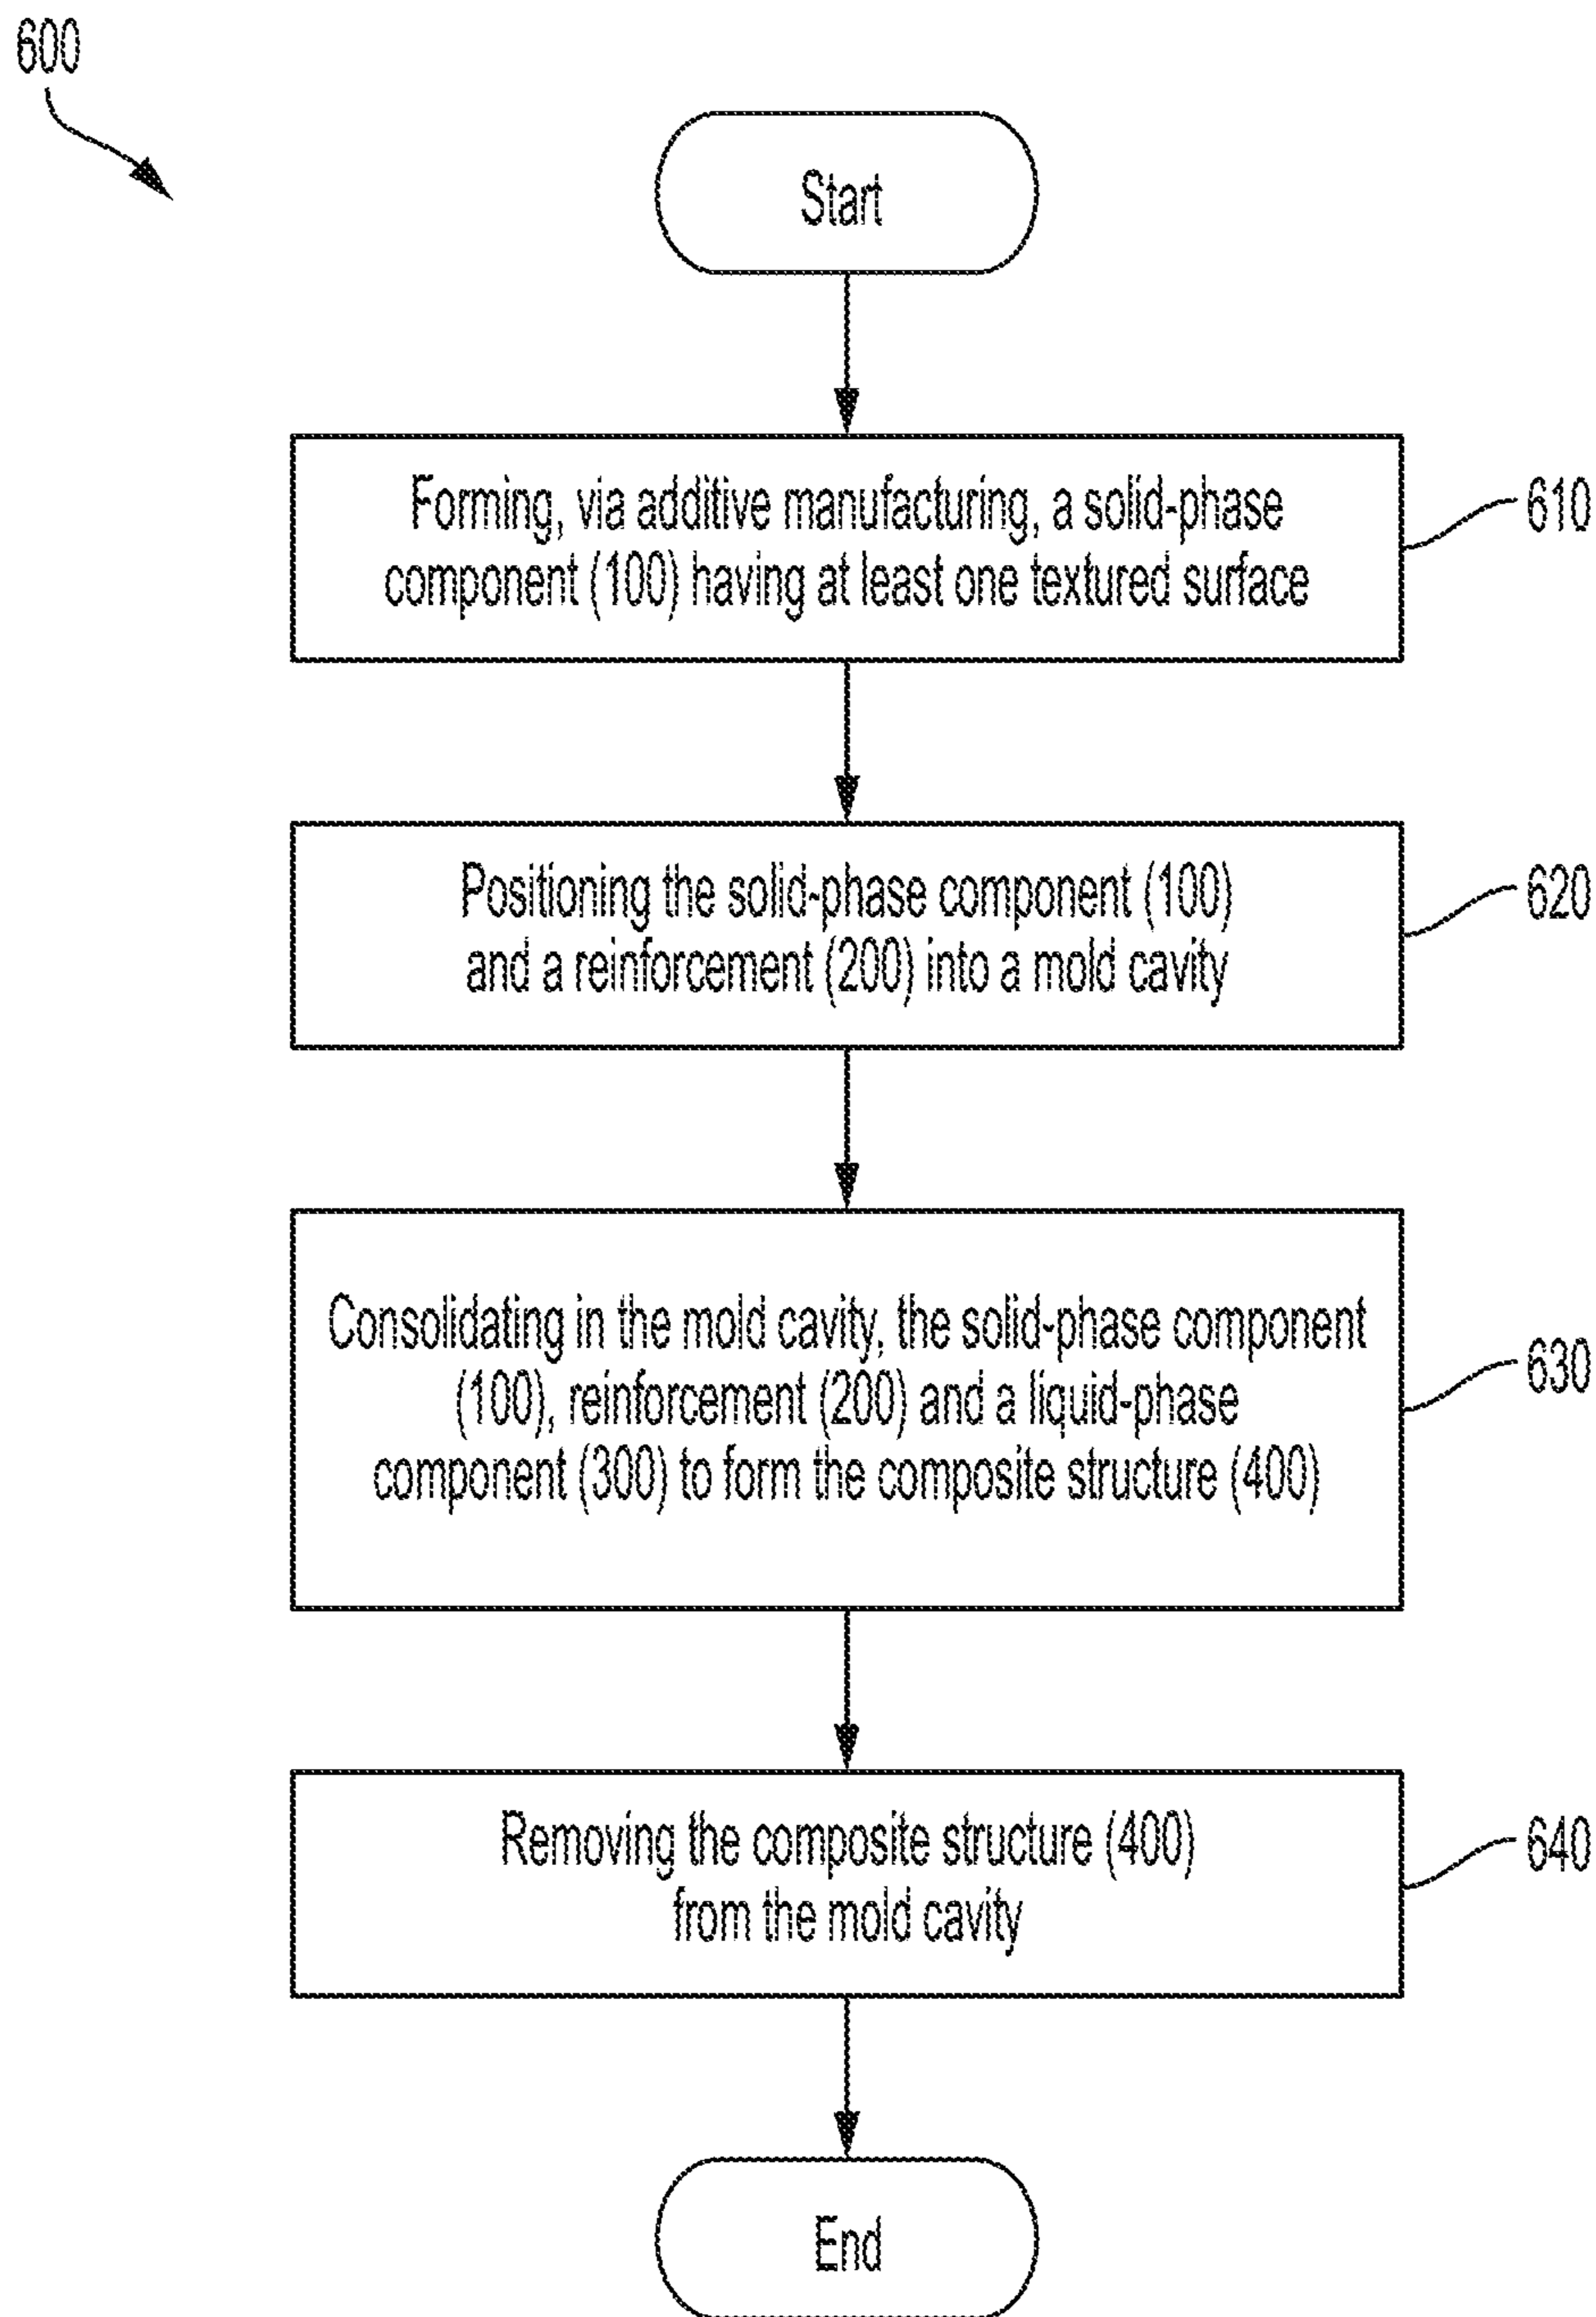 600
Start
Forming, via additive manufacturing, a solid-phase
component (100) having at least one textured surface
610
Positioning the solid-phase component (100)
and a reinforcement (200) into a mold cavity
620
Consolidating in the mold cavity, the solid-phase component
(100), reinforcement (200) and a liquid-phase
component (300) to form the composite structure (400)
630
Removing the composite structure (400)
from the mold cavity
640
End